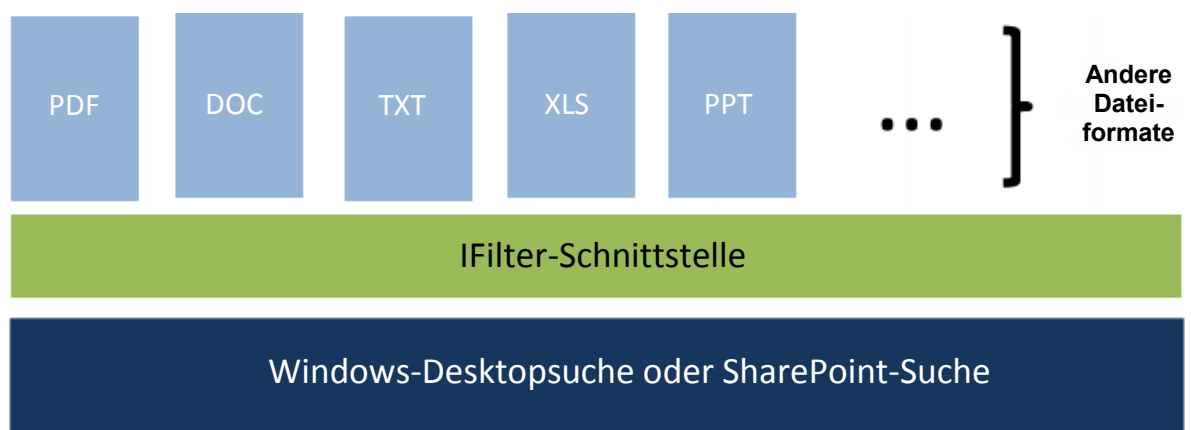 PDF
DOC
TXT
XLS
PPT
...
Andere
Datei-
formate
IFilter-Schnittstelle
Windows-Desktopsuche oder SharePoint-Suche